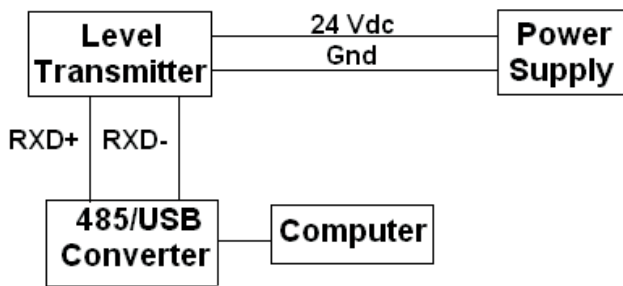 Level
Transmitter
24 Vdc
Gnd
Power
Supply
RXD+
RXD-
485/USB
Converter
Computer